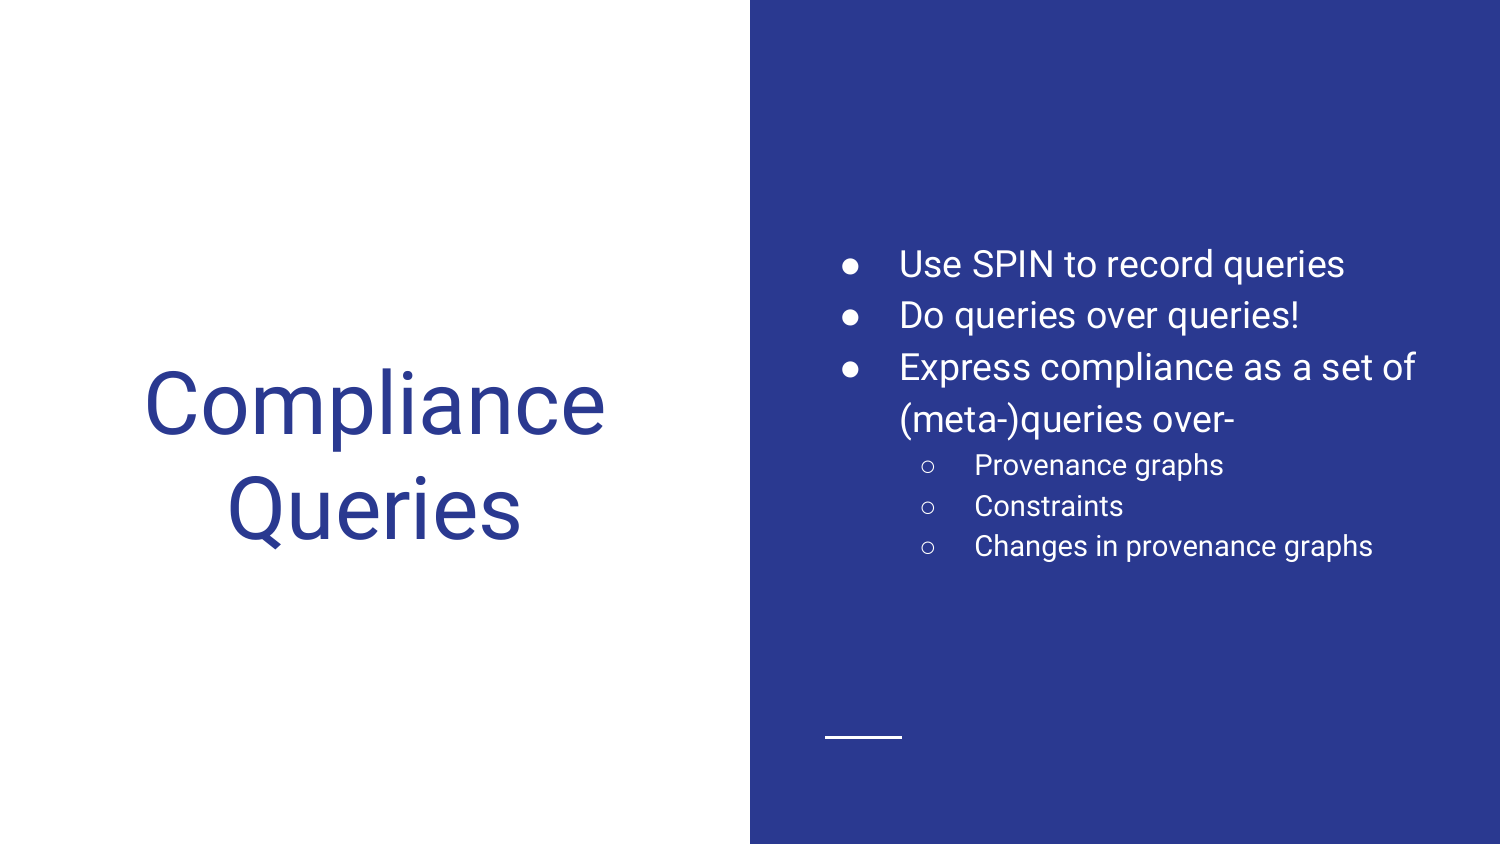 Compliance
Queries
● Use SPIN to record queries
● Do queries over queries!
● Express compliance as a set of
(meta-)queries over-
○ Provenance graphs
○ Constraints
○ Changes in provenance graphs